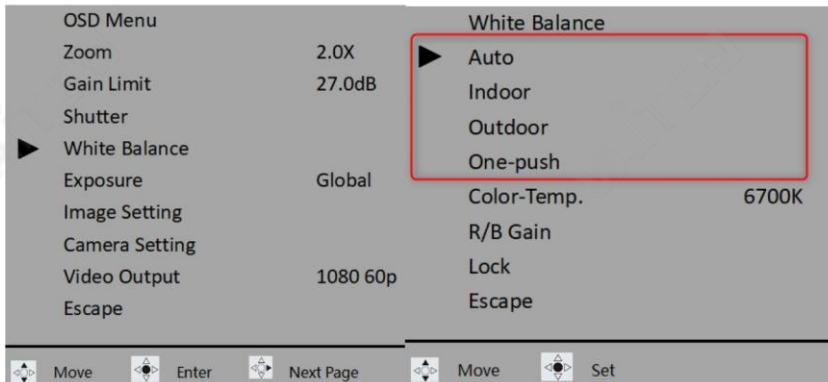 OSD Menu
Zoom 2.0X
Gain Limit 27.0dB
Shutter
White Balance
Exposure Global
Image Setting
Camera Setting
Video Output 1080 60p
Escape
Move Enter Next Page
White Balance
Auto
Indoor
Outdoor
One-push
Color-Temp. 6700K
R/B Gain
Lock
Escape
Move Set